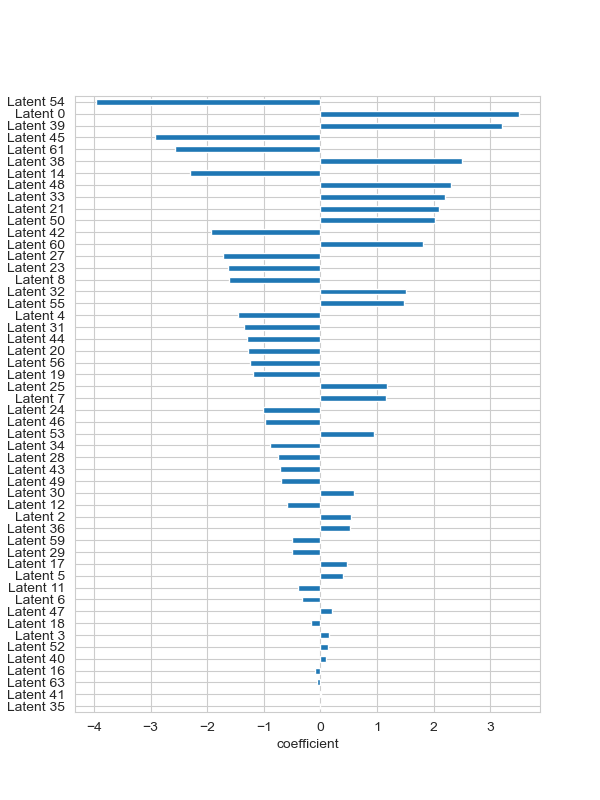 Latent 54
Latent 0
Latent 39
Latent 45
Latent 61
Latent 38
Latent 14
Latent 48
Latent 33
Latent 21
Latent 50
Latent 42
Latent 60
Latent 27
Latent 23
Latent 8
Latent 32
Latent 55
Latent 4
Latent 31
Latent 44
Latent 20
Latent 56
Latent 19
Latent 25
Latent 7
Latent 24
Latent 46
Latent 53
Latent 34
Latent 28
Latent 43
Latent 49
Latent 30
Latent 12
Latent 2
Latent 36
Latent 59
Latent 29
Latent 17
Latent 5
Latent 11
Latent 6
Latent 47
Latent 18
Latent 3
Latent 52
Latent 40
Latent 16
Latent 63
Latent 41
Latent 35
−4 −3 −2 −1 0 1 2 3
coefficient